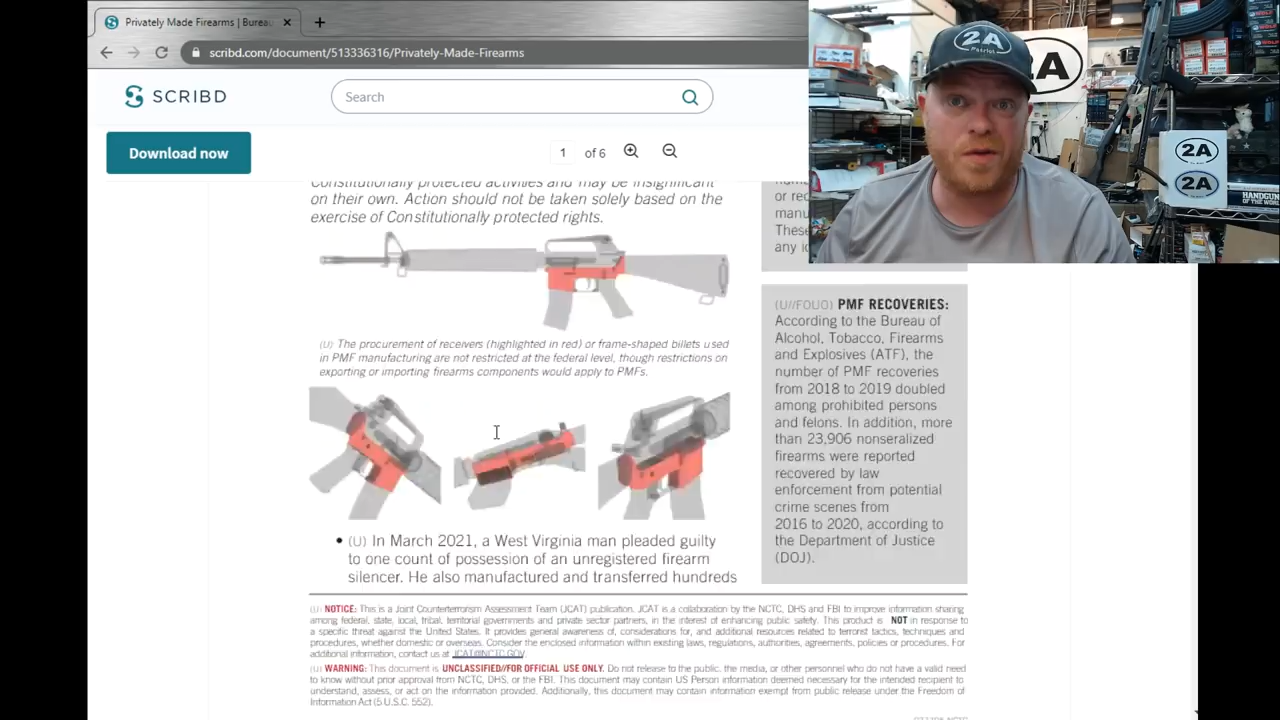 Privately Made Firearms | Bureau
scribd.com/document/513336316/Privately-Made-Firearms
SCRIBD
Search
Download now
1 of 6
Constitutionally protected activities and may be insignificant
on their own. Action should not be taken solely based on the
exercise of Constitutionally protected rights.
(U) The procurement of receivers (highlighted in red) or frame-shaped billets used
in PMF manufacturing are not restricted at the federal level, though restrictions on
exporting or importing firearms components would apply to PMFs.
• (U) In March 2021, a West Virginia man pleaded guilty
to one count of possession of an unregistered firearm
silencer. He also manufactured and transferred hundreds
or rec
manu
These
any i
(U//FOUO) PMF RECOVERIES:
According to the Bureau of
Alcohol, Tobacco, Firearms
and Explosives (ATF), the
number of PMF recoveries
from 2018 to 2019 doubled
among prohibited persons
and felons. In addition, more
than 23,906 nonseralized
firearms were reported
recovered by law
enforcement from potential
crime scenes from
2016 to 2020, according to
the Department of Justice
(DOJ).
(U) NOTICE: This is a Joint Counterterrorism Assessment Team (JCAT) publication. JCAT is a collaboration by the NCTC, DHS and FBI to improve information sharing
among federal, state, local, tribal, territorial governments and private sector partners, in the interest of enhancing public safety. This product is NOT in response to
a specific threat against the United States. It provides general awareness of, considerations for, and additional resources related to terrorist tactics, techniques and
procedures, whether domestic or overseas. Consider the enclosed information within existing laws, regulations, authorities, agreements, policies or procedures. For
additional information, contact us at JCAT@NCTC.GOV
(U) WARNING: This document is UNCLASSIFIED//FOR OFFICIAL USE ONLY. Do not release to the public, the media, or other personnel who do not have a valid need
to know without prior approval from NCTC, DHS, or the FBI. This document may contain US Person information deemed necessary for the intended recipient to
understand, assess, or act on the information provided. Additionally, this document may contain information exempt from public release under the Freedom of
Information Act (5 U.S.C. 552).
2A
Patriot
2A
2A
2A
HANDGUN
OF THE WORL